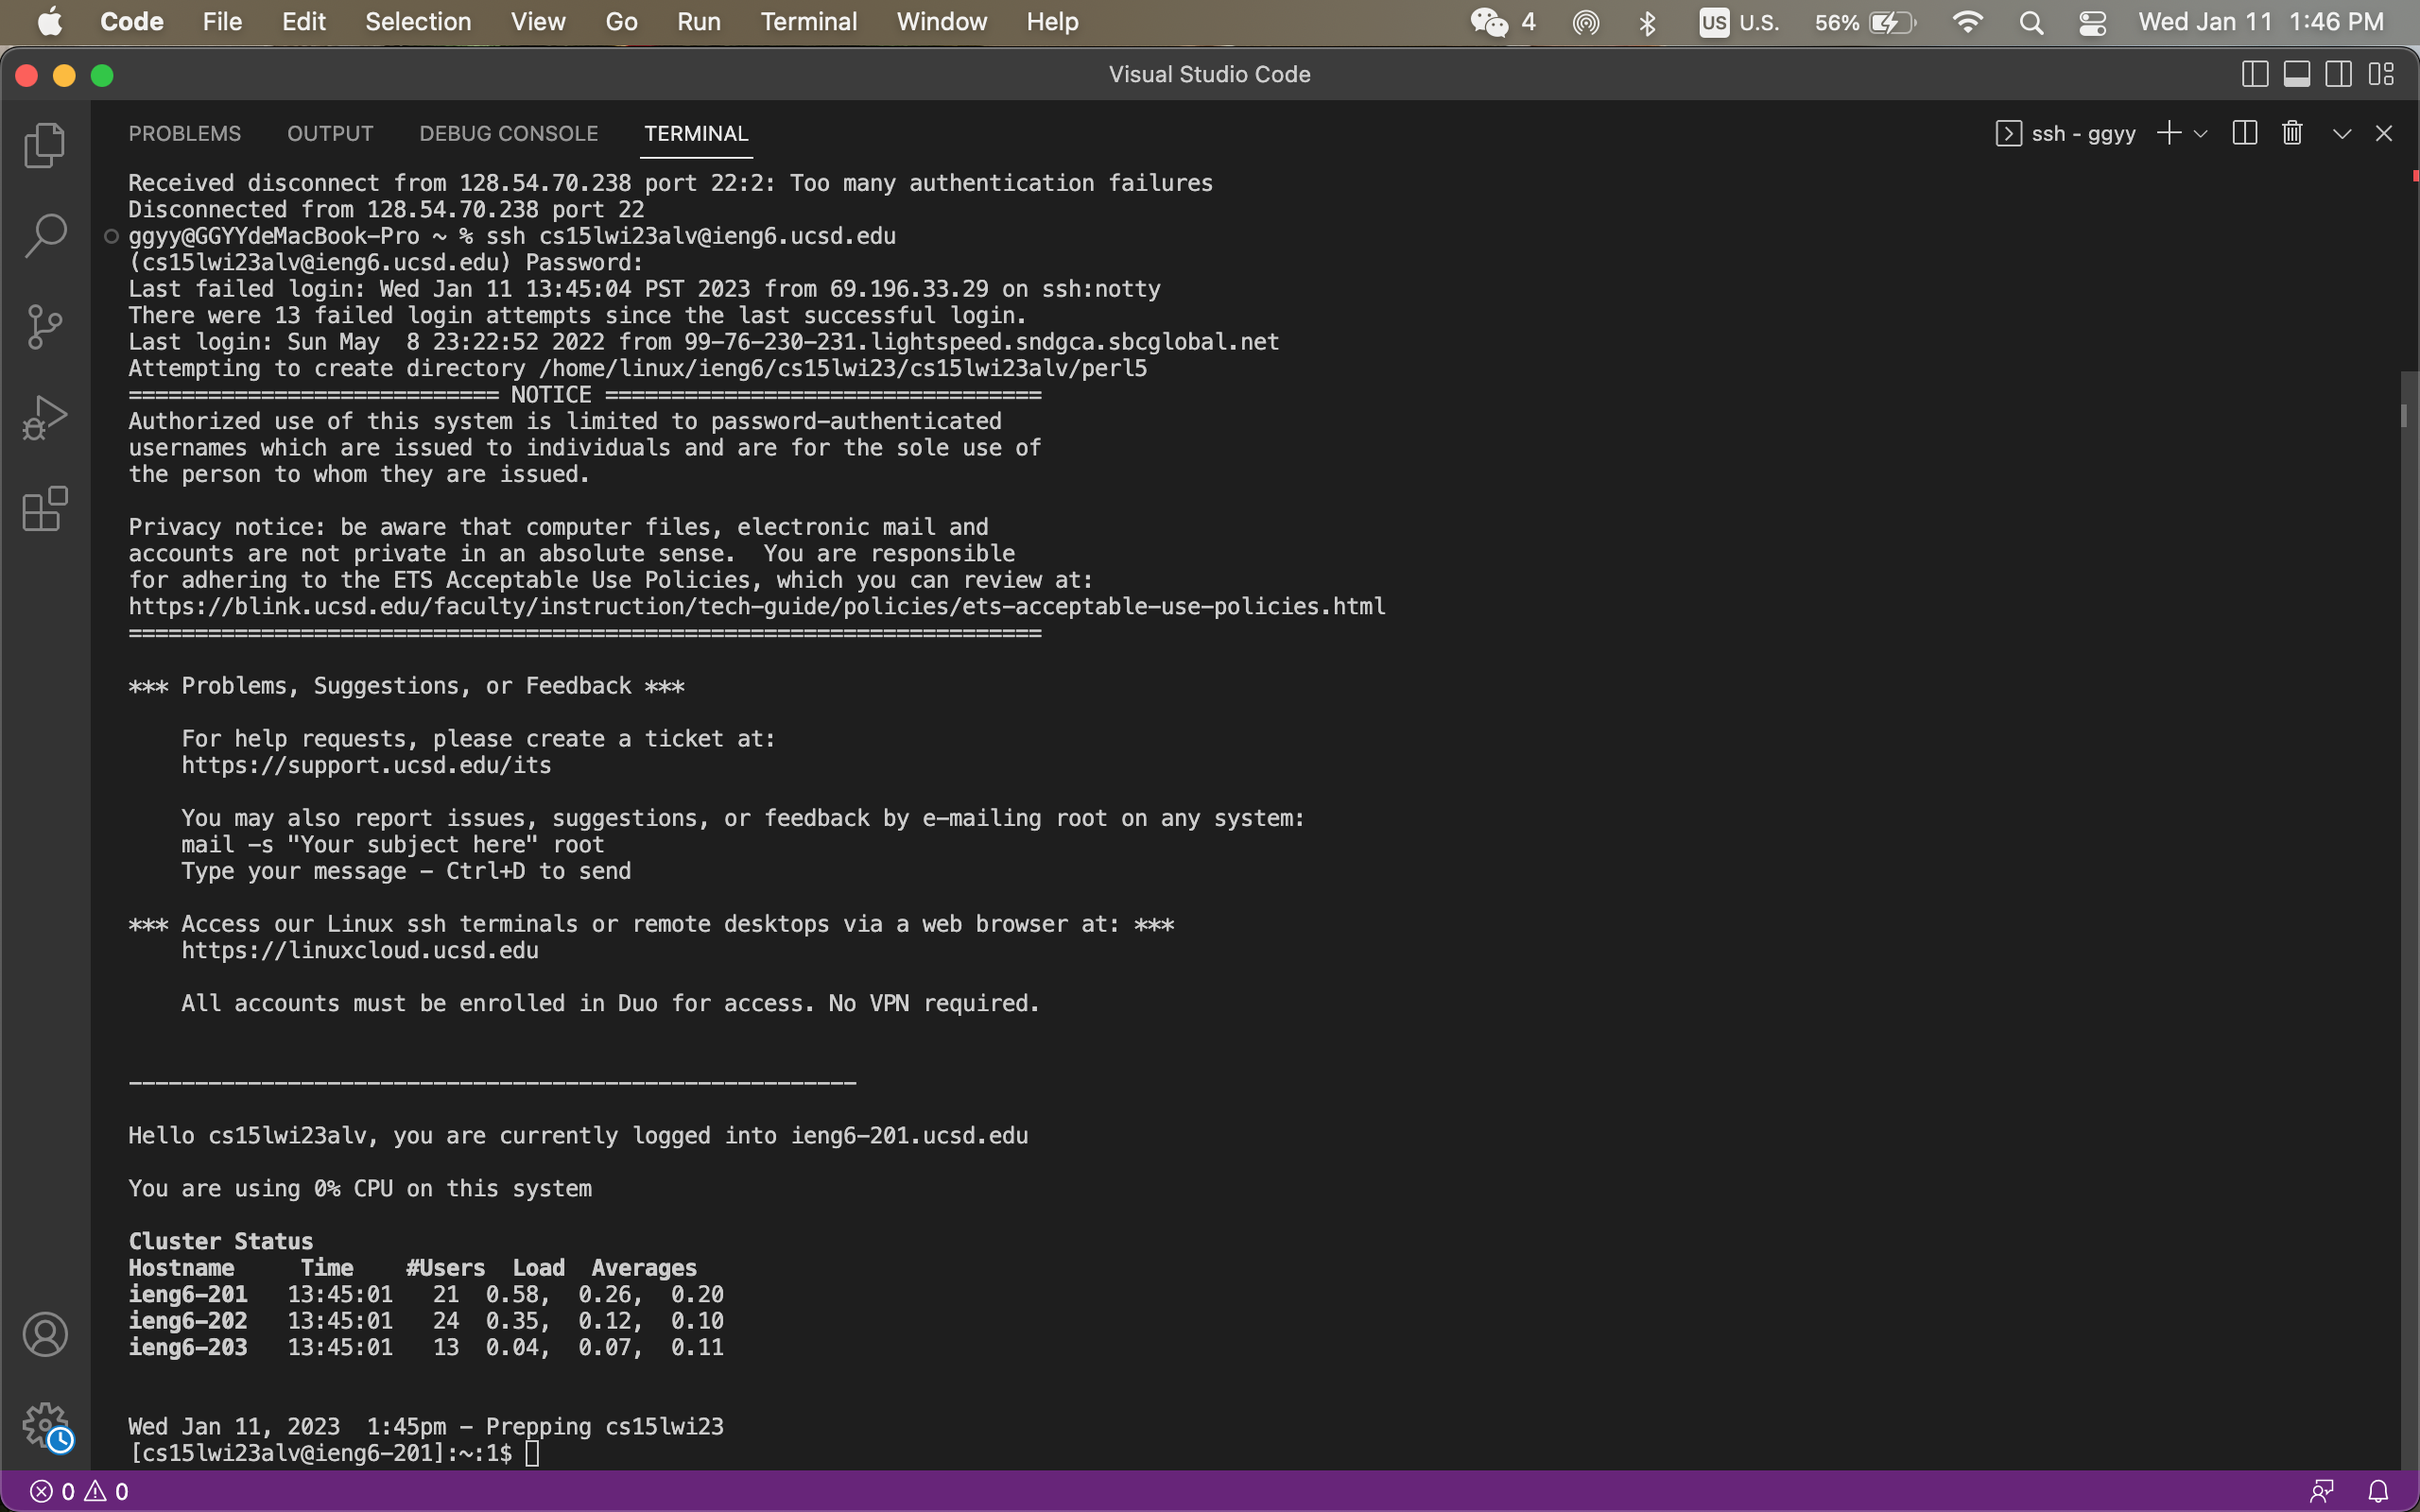 Code File Edit Selection View Go Run Terminal Window Help 4 US U.S. 56% Wed Jan 11 1:46 PM
Visual Studio Code
PROBLEMS OUTPUT DEBUG CONSOLE TERMINAL ssh - ggyy
Received disconnect from 128.54.70.238 port 22:2: Too many authentication failures
Disconnected from 128.54.70.238 port 22
ggyy@GGYYdeMacBook-Pro ~ % ssh cs15lwi23alv@ieng6.ucsd.edu
(cs15lwi23alv@ieng6.ucsd.edu) Password:
Last failed login: Wed Jan 11 13:45:04 PST 2023 from 69.196.33.29 on ssh:notty
There were 13 failed login attempts since the last successful login.
Last login: Sun May  8 23:22:52 2022 from 99-76-230-231.lightspeed.sndgca.sbcglobal.net
Attempting to create directory /home/linux/ieng6/cs15lwi23/cs15lwi23alv/perl5
============================ NOTICE =================================
Authorized use of this system is limited to password-authenticated
usernames which are issued to individuals and are for the sole use of
the person to whom they are issued.
Privacy notice: be aware that computer files, electronic mail and
accounts are not private in an absolute sense.  You are responsible
for adhering to the ETS Acceptable Use Policies, which you can review at:
https://blink.ucsd.edu/faculty/instruction/tech-guide/policies/ets-acceptable-use-policies.html
=====================================================================
*** Problems, Suggestions, or Feedback ***
For help requests, please create a ticket at:
https://support.ucsd.edu/its
You may also report issues, suggestions, or feedback by e-mailing root on any system:
mail -s "Your subject here" root
Type your message - Ctrl+D to send
*** Access our Linux ssh terminals or remote desktops via a web browser at: ***
https://linuxcloud.ucsd.edu
All accounts must be enrolled in Duo for access. No VPN required.
-------------------------------------------------------
Hello cs15lwi23alv, you are currently logged into ieng6-201.ucsd.edu
You are using 0% CPU on this system
Cluster Status
Hostname     Time    #Users  Load  Averages
ieng6-201   13:45:01   21  0.58,  0.26,  0.20
ieng6-202   13:45:01   24  0.35,  0.12,  0.10
ieng6-203   13:45:01   13  0.04,  0.07,  0.11
Wed Jan 11, 2023  1:45pm - Prepping cs15lwi23
[cs15lwi23alv@ieng6-201]:~:1$
0 0